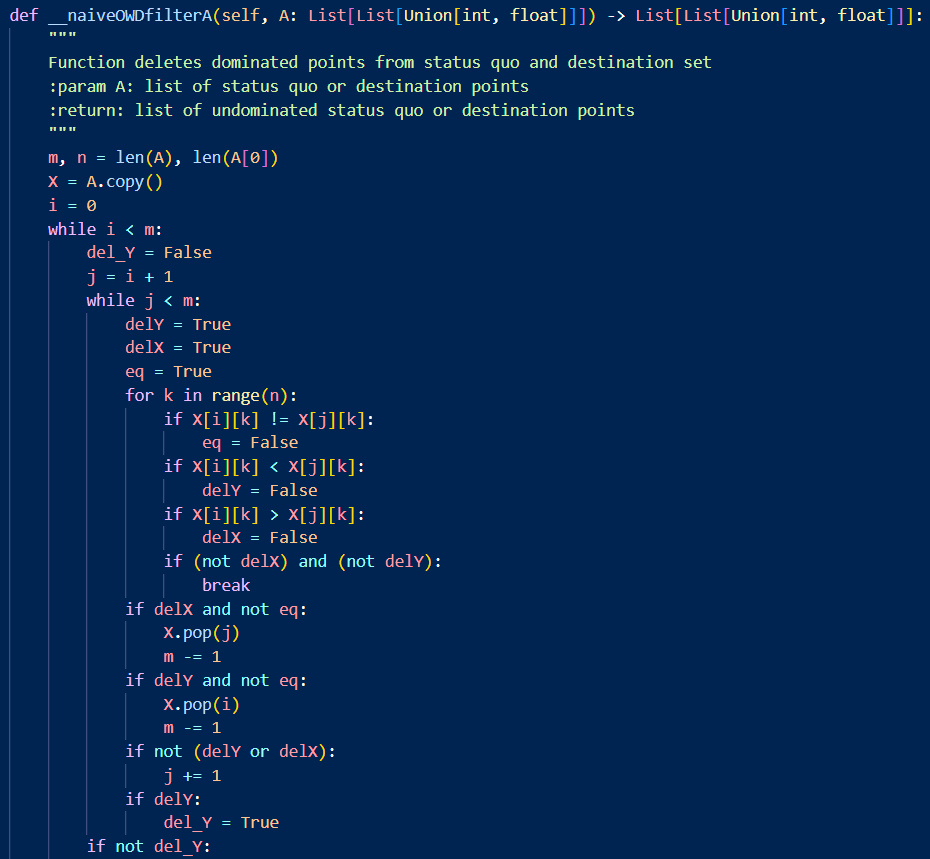 def __naiveOWDfilterA(self, A: List[List[Union[int, float]]]) -> List[List[Union[int, float]]]:
    """
    Function deletes dominated points from status quo and destination set
    :param A: list of status quo or destination points
    :return: list of undominated status quo or destination points
    """
    m, n = len(A), len(A[0])
    X = A.copy()
    i = 0
    while i < m:
        del_Y = False
        j = i + 1
        while j < m:
            delY = True
            delX = True
            eq = True
            for k in range(n):
                if X[i][k] != X[j][k]:
                    eq = False
                if X[i][k] < X[j][k]:
                    delY = False
                if X[i][k] > X[j][k]:
                    delX = False
                if (not delX) and (not delY):
                    break
            if delX and not eq:
                X.pop(j)
                m -= 1
            if delY and not eq:
                X.pop(i)
                m -= 1
            if not (delY or delX):
                j += 1
            if delY:
                del_Y = True
        if not del_Y: